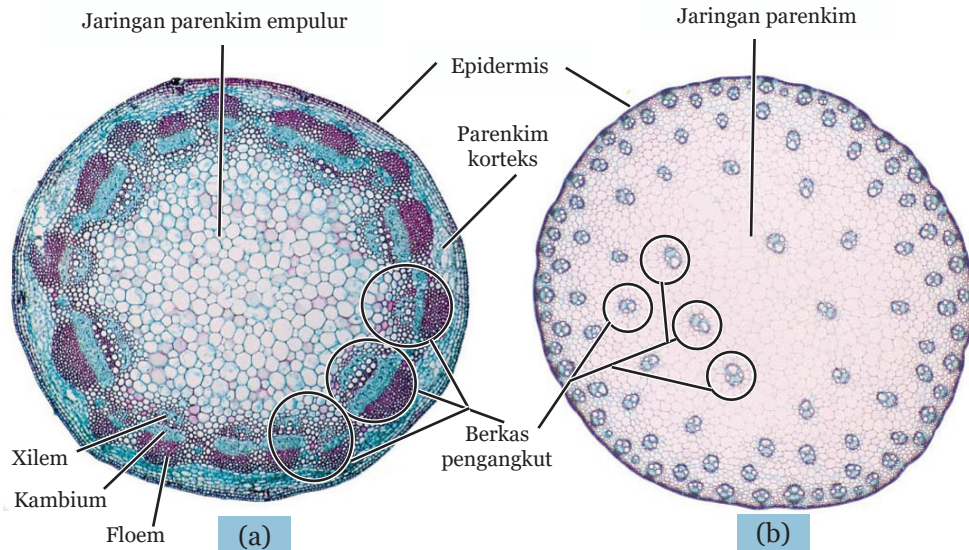 Jaringan parenkim empulur
Jaringan parenkim
Epidermis
Parenkim
korteks
Xilem
Kambium
Floem
Berkas
pengangkut
(a)
(b)